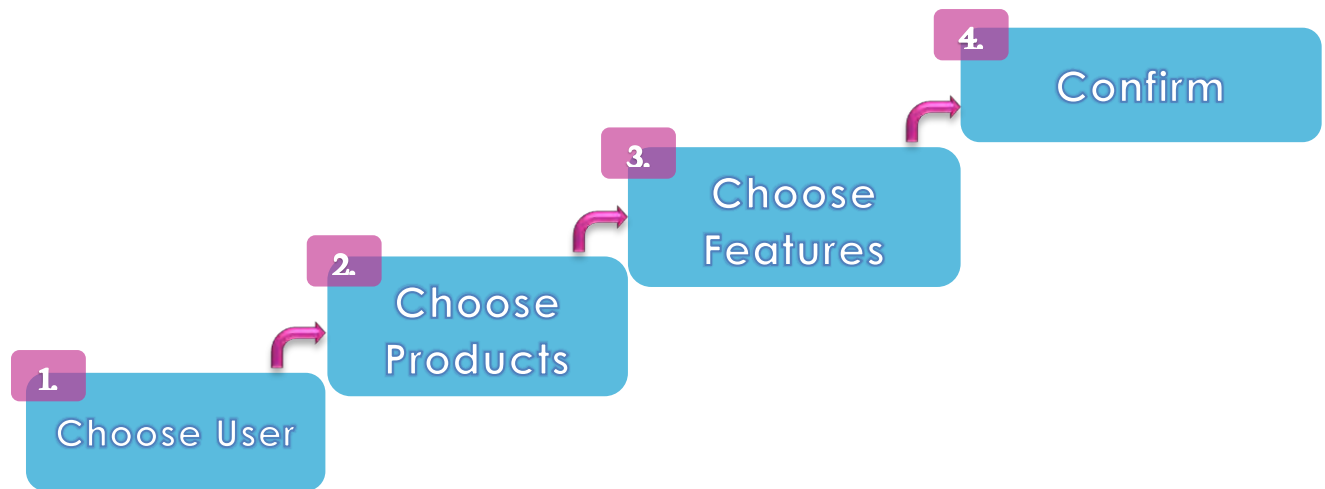 1.
Choose User
2.
Choose
Products
3.
Choose
Features
4.
Confirm